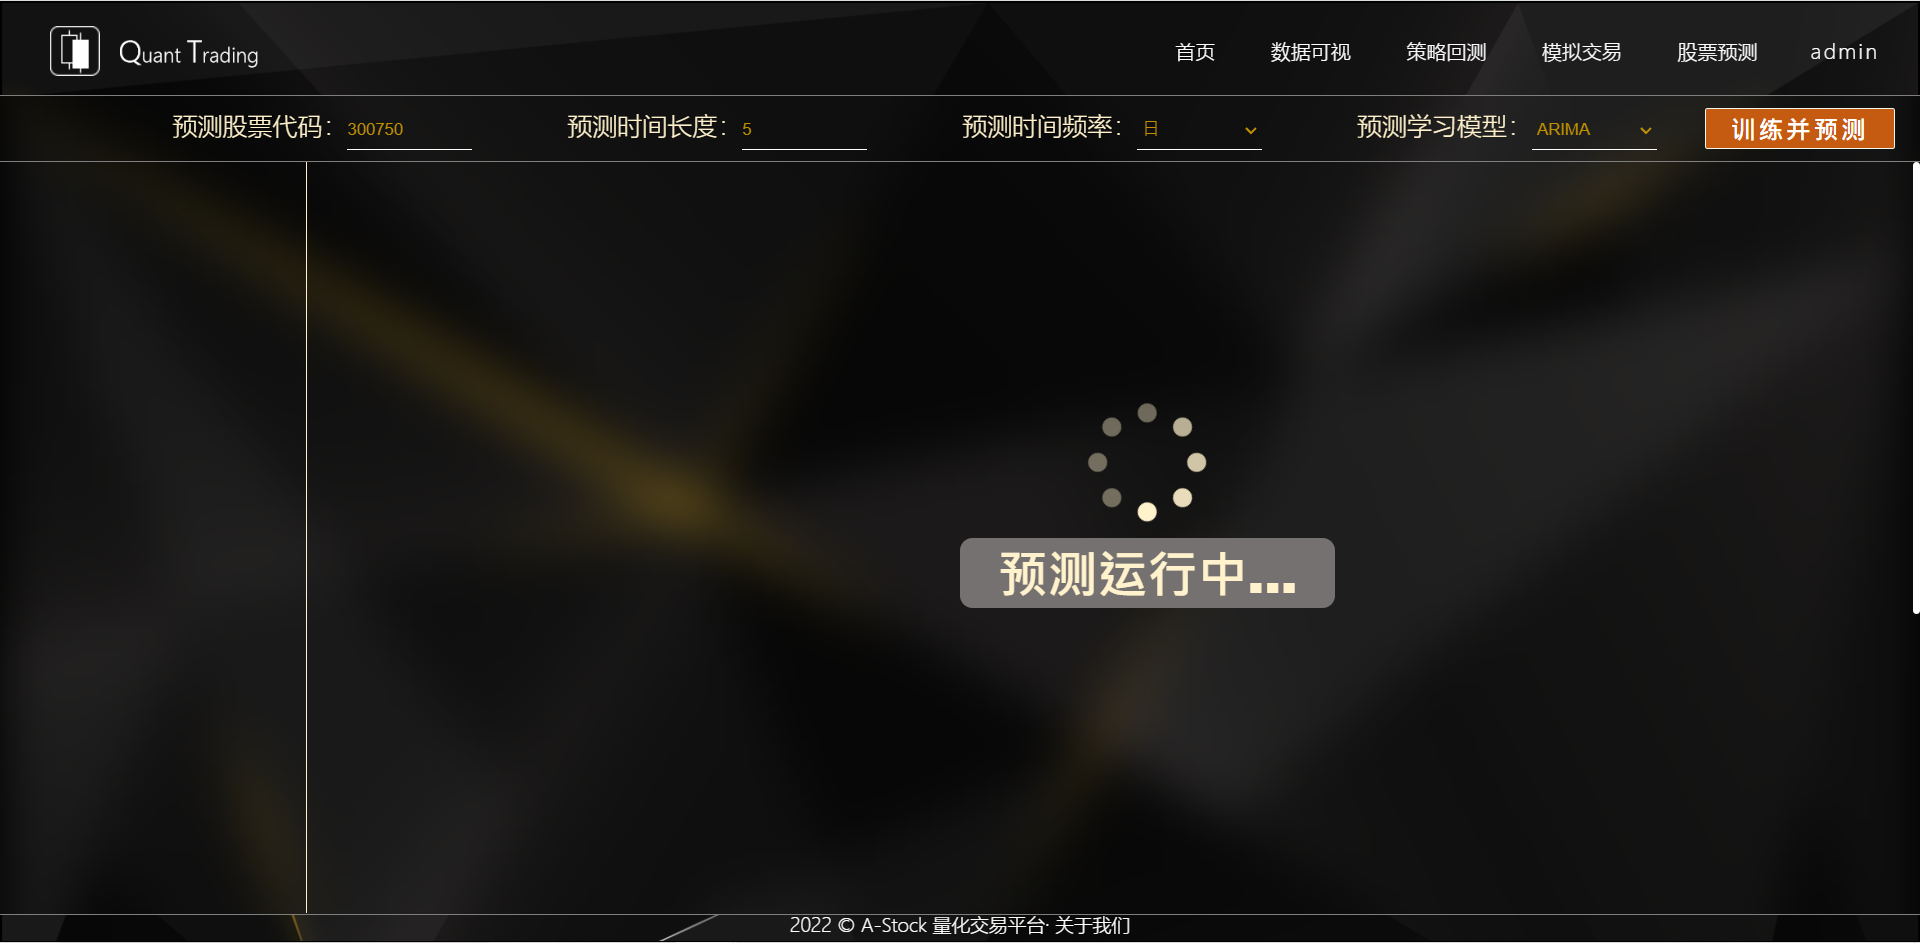 Quant Trading 首页 数据可视 策略回测 模拟交易 股票预测 admin
预测股票代码: 300750 预测时间长度: 5 预测时间频率: 日 预测学习模型: ARIMA 训练并预测
预测运行中...
2022 © A-Stock 量化交易平台· 关于我们